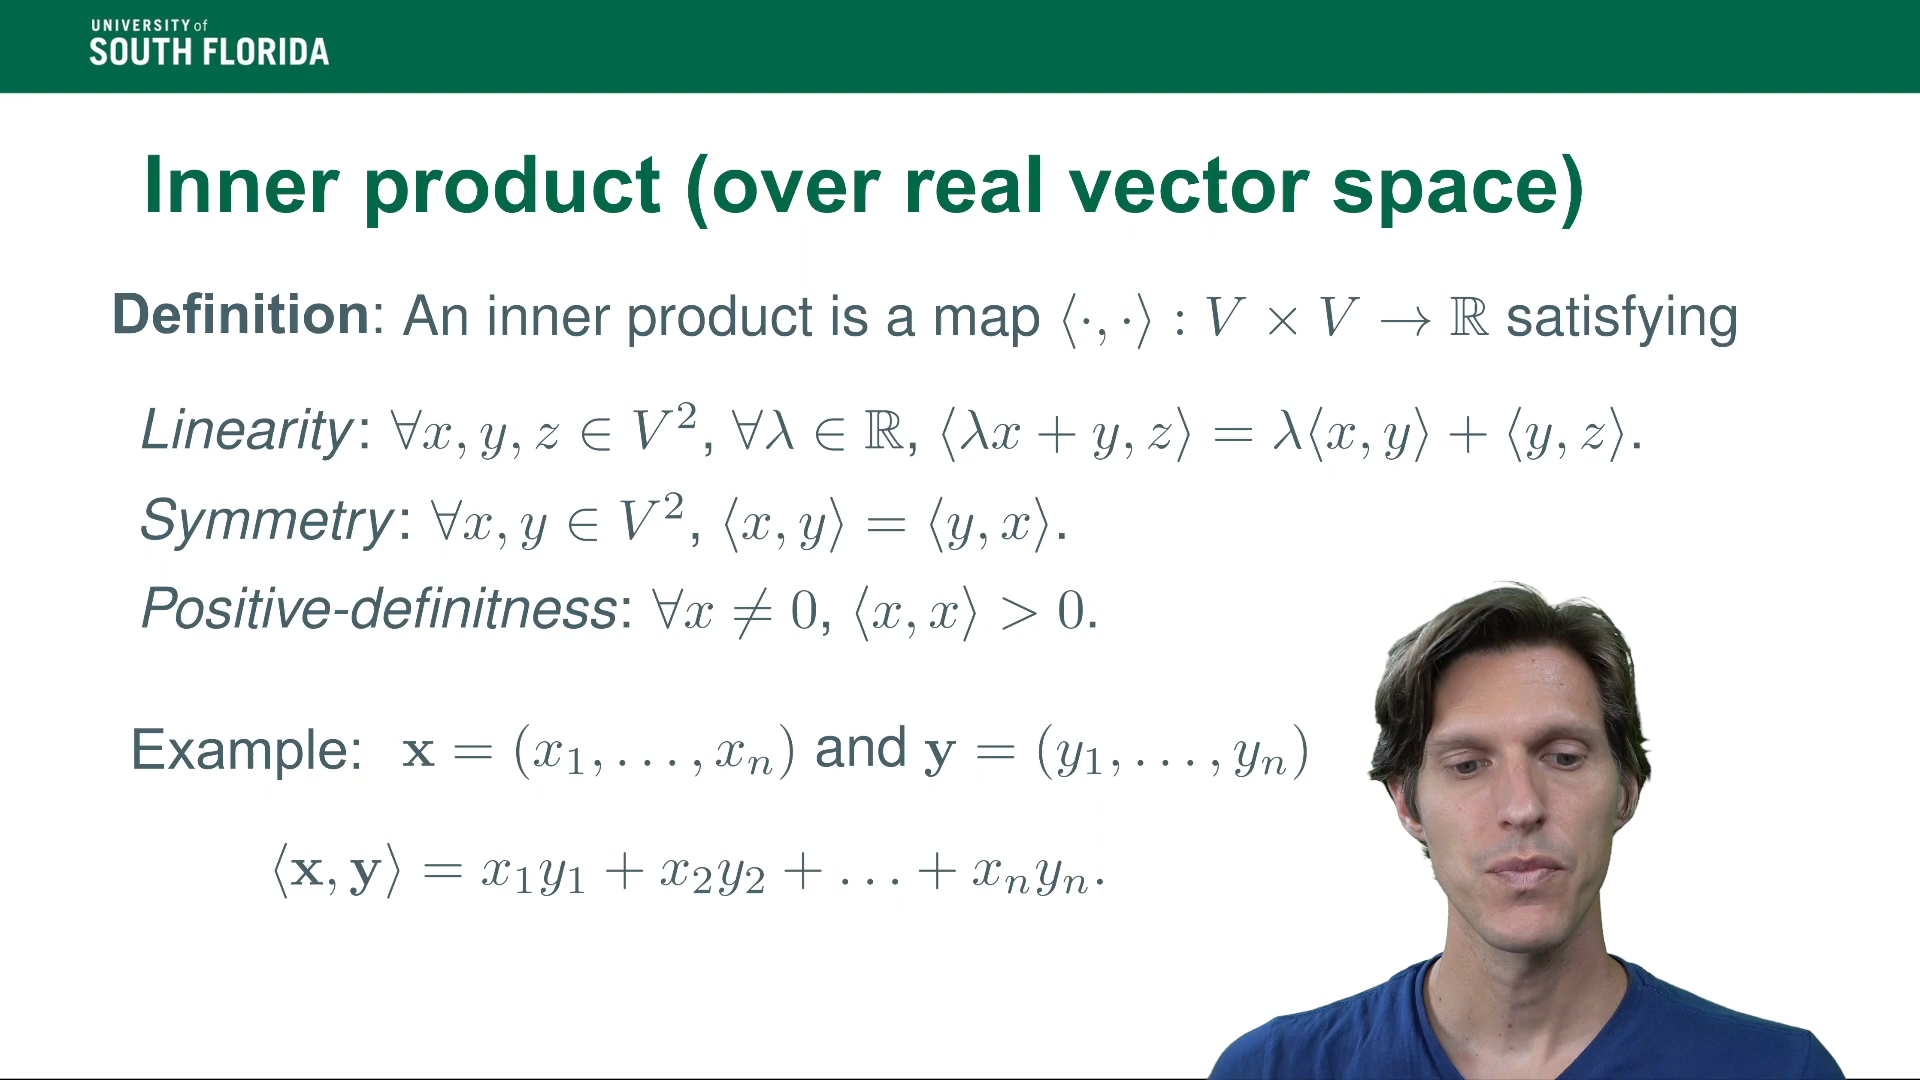 UNIVERSITY of
SOUTH FLORIDA
Inner product (over real vector space)
Definition: An inner product is a map ⟨·, ·⟩ : V × V → ℝ satisfying
Linearity: ∀x, y, z ∈ V², ∀λ ∈ ℝ, ⟨λx + y, z⟩ = λ⟨x, y⟩ + ⟨y, z⟩.
Symmetry: ∀x, y ∈ V², ⟨x, y⟩ = ⟨y, x⟩.
Positive-definitness: ∀x ≠ 0, ⟨x, x⟩ > 0.
Example: x = (x₁, . . . , xₙ) and y = (y₁, . . . , yₙ)
⟨x, y⟩ = x₁y₁ + x₂y₂ + . . . + xₙyₙ.